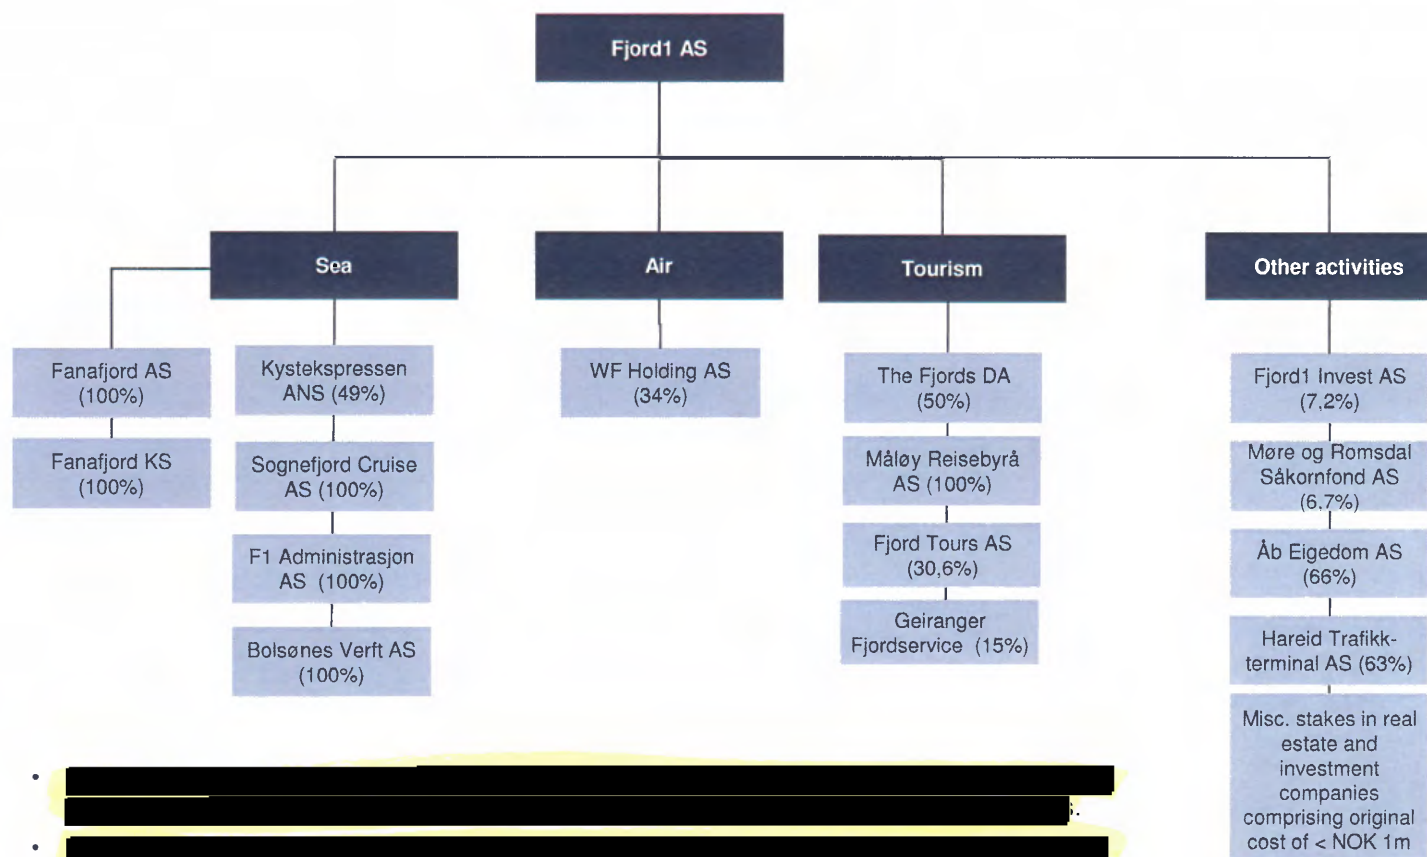 Fjord1 AS
Sea
Air
Tourism
Other activities
Fanafjord AS
(100%)
Fanafjord KS
(100%)
Kystekspressen
ANS (49%)
Sognefjord Cruise
AS (100%)
F1 Administrasjon
AS (100%)
Bolsønes Verft AS
(100%)
WF Holding AS
(34%)
The Fjords DA
(50%)
Måløy Reisebyrå
AS (100%)
Fjord Tours AS
(30,6%)
Geiranger
Fjordservice (15%)
Fjord1 Invest AS
(7,2%)
Møre og Romsdal
Såkornfond AS
(6,7%)
Åb Eigedom AS
(66%)
Hareid Trafikk-
terminal AS (63%)
Misc. stakes in real
estate and
investment
companies
comprising original
cost of < NOK 1m